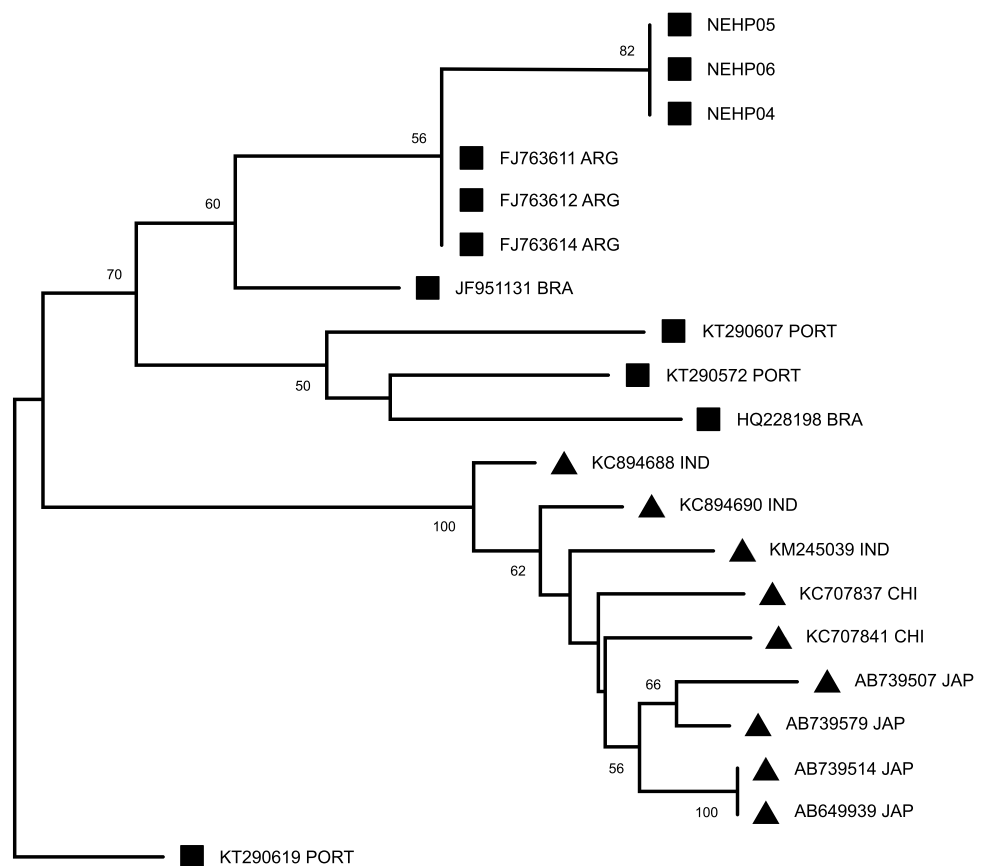 NEHP05
82
NEHP06
NEHP04
56
FJ763611 ARG
FJ763612 ARG
60
FJ763614 ARG
70
JF951131 BRA
KT290607 PORT
KT290572 PORT
50
HQ228198 BRA
KC894688 IND
KC894690 IND
100
KM245039 IND
62
KC707837 CHI
KC707841 CHI
66
AB739507 JAP
AB739579 JAP
56
AB739514 JAP
100
AB649939 JAP
KT290619 PORT